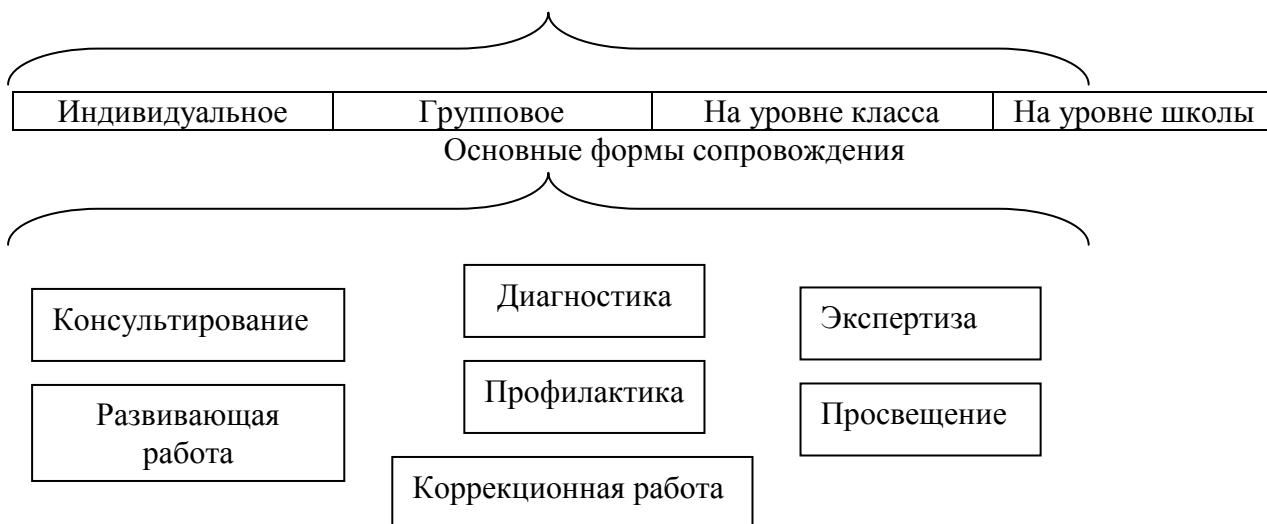 Индивидуальное Групповое На уровне класса На уровне школы
Основные формы сопровождения
Консультирование
Диагностика
Экспертиза
Развивающая
работа
Профилактика
Просвещение
Коррекционная работа